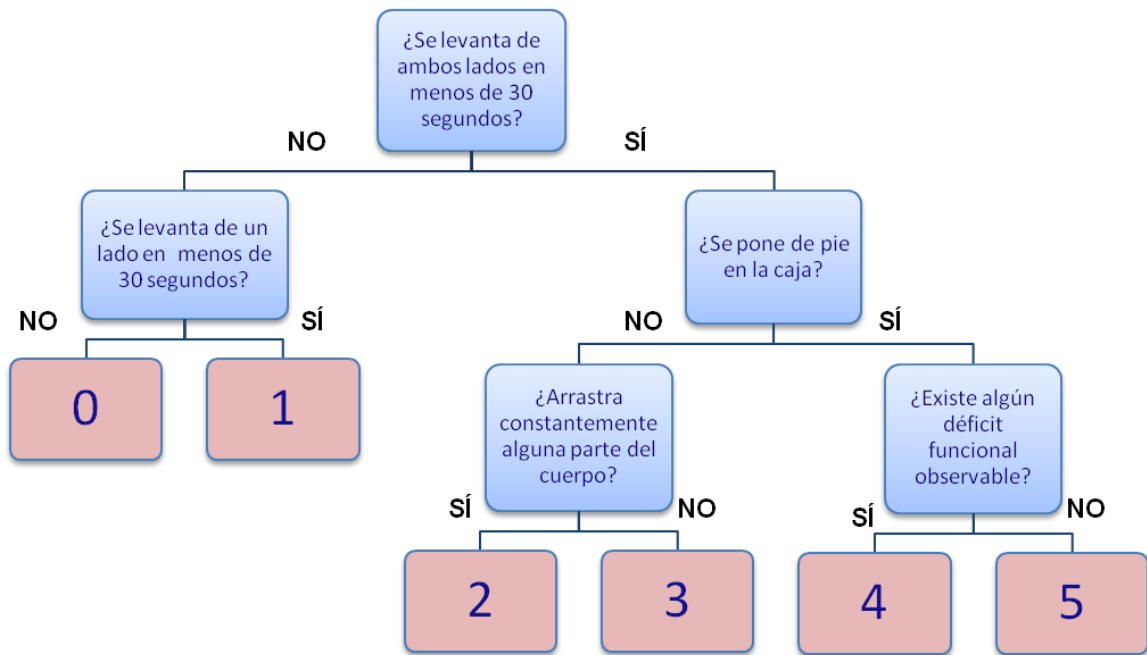 ¿Se levanta de
ambos lados en
menos de 30
segundos?
NO
SÍ
¿Se levanta de un
lado en menos de
30 segundos?
¿Se pone de pie
en la caja?
NO
SÍ
NO
SÍ
0
1
¿Arrastra
constantemente
alguna parte del
cuerpo?
¿Existe algún
déficit
funcional
observable?
SÍ
NO
SÍ
NO
2
3
4
5